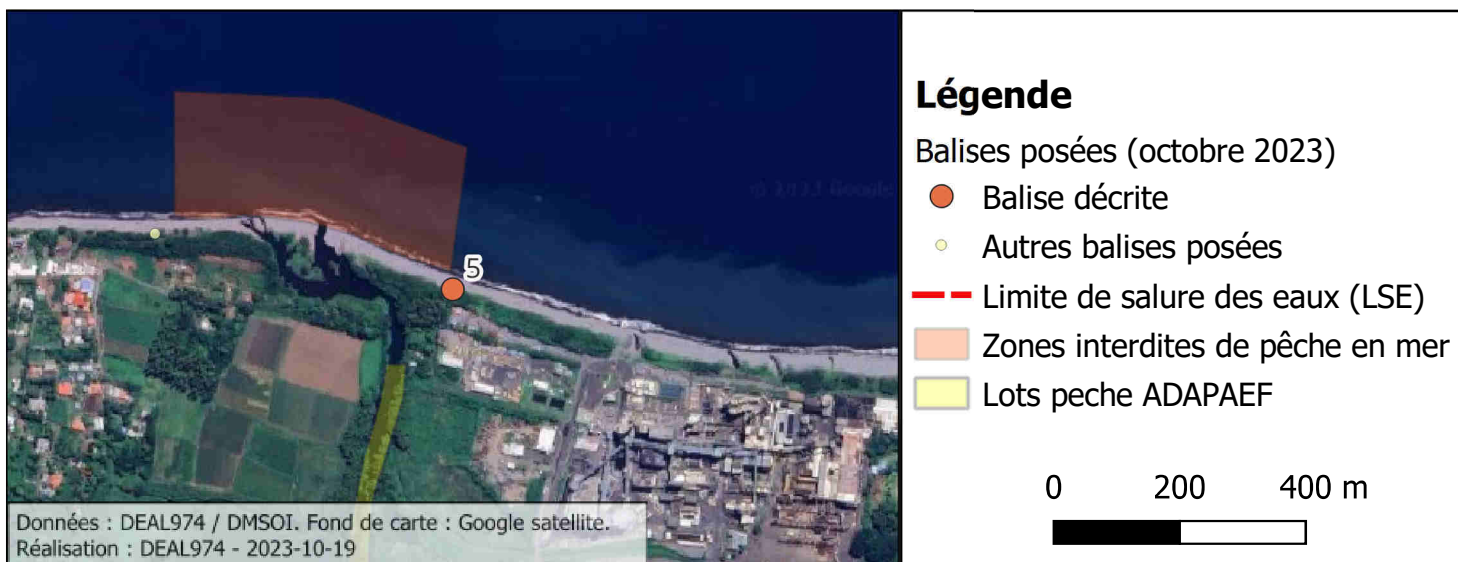 5
Données : DEAL974 / DMSOI. Fond de carte : Google satellite.
Réalisation : DEAL974 - 2023-10-19
Légende
Balises posées (octobre 2023)
Balise décrite
Autres balises posées
Limite de salure des eaux (LSE)
Zones interdites de pêche en mer
Lots peche ADAPAEF
0 200 400 m